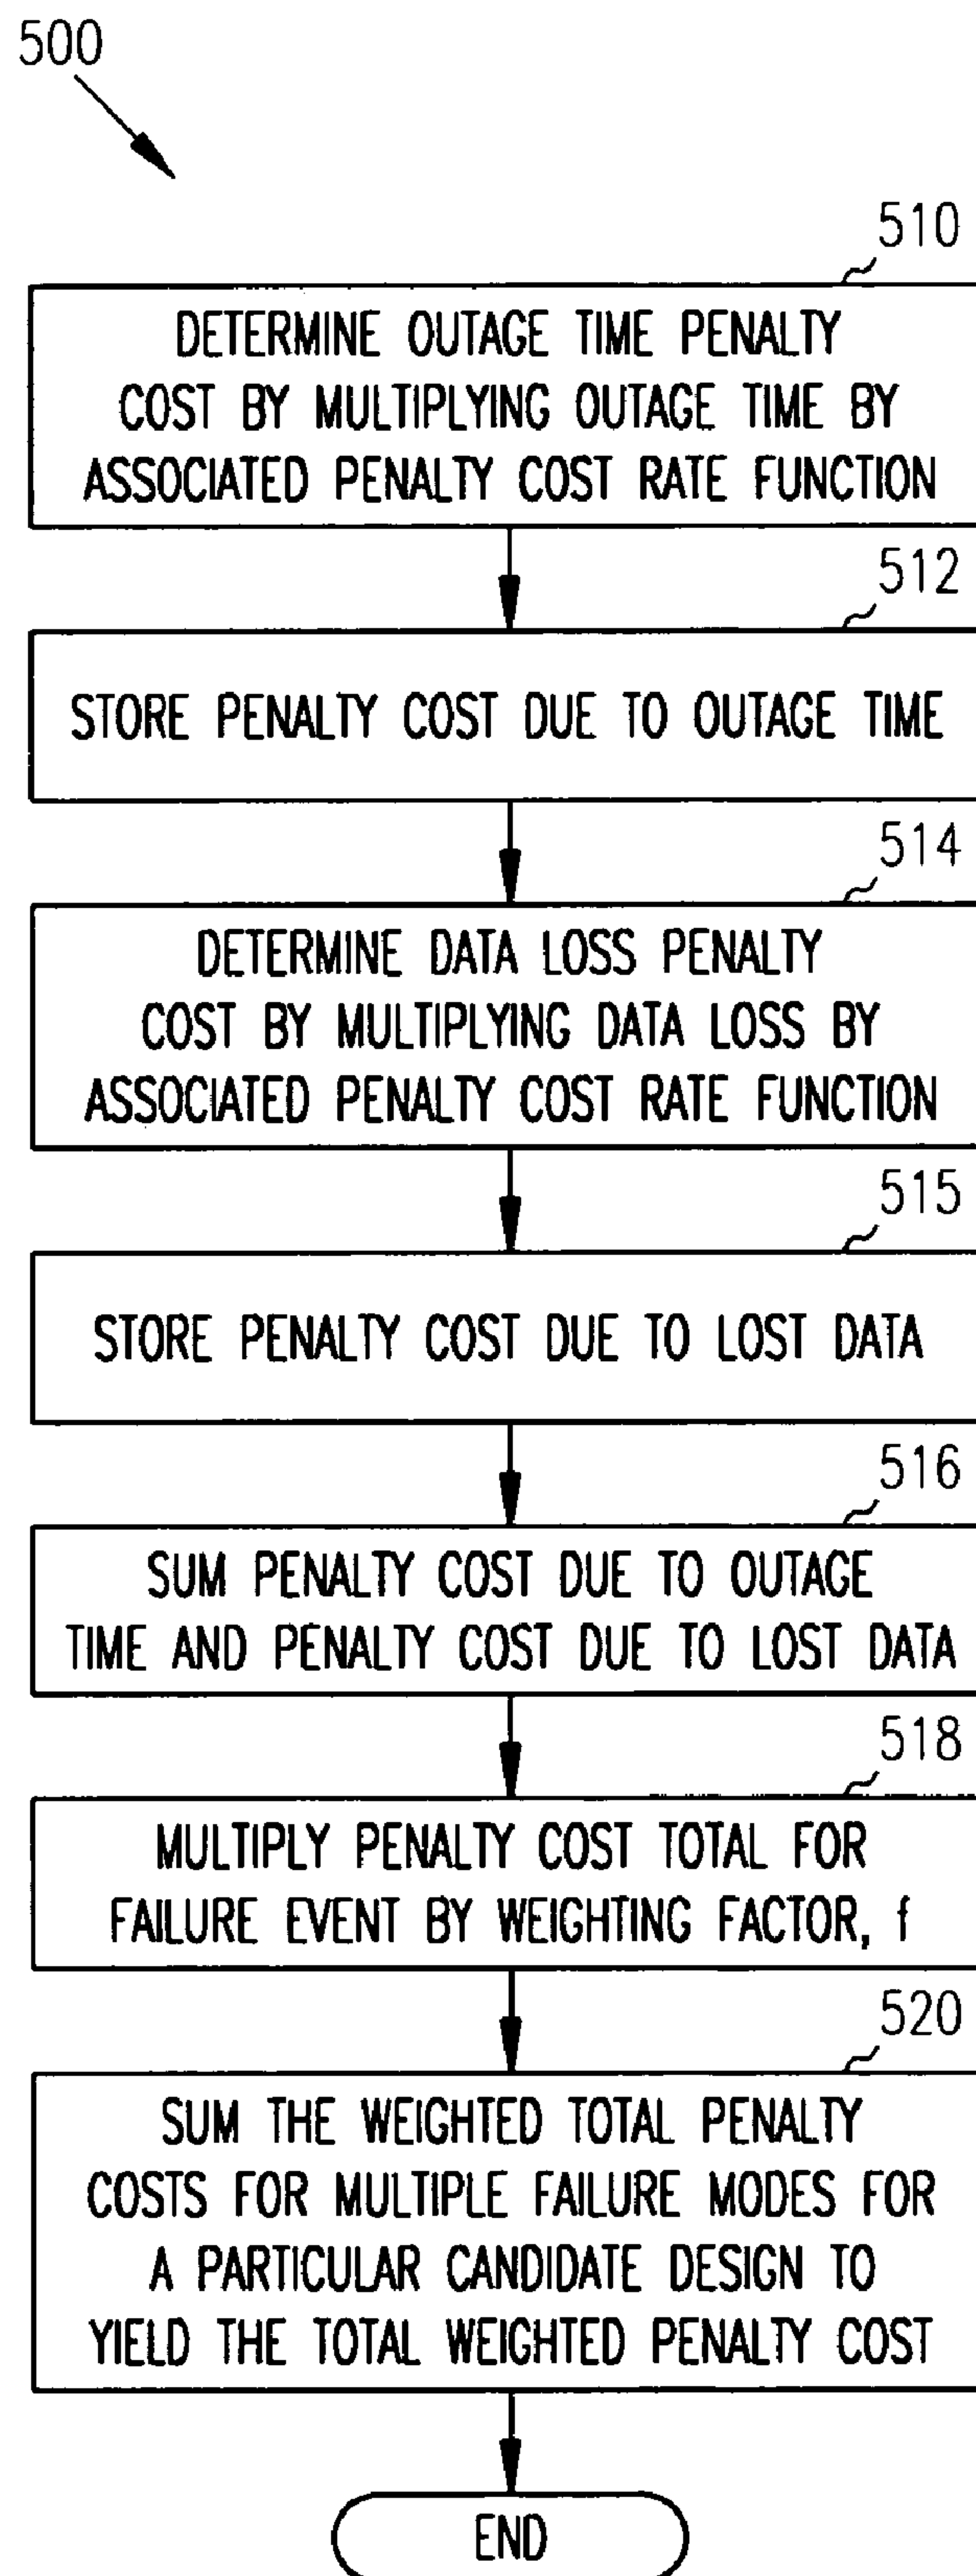 500
510
DETERMINE OUTAGE TIME PENALTY
COST BY MULTIPLYING OUTAGE TIME BY
ASSOCIATED PENALTY COST RATE FUNCTION
512
STORE PENALTY COST DUE TO OUTAGE TIME
514
DETERMINE DATA LOSS PENALTY
COST BY MULTIPLYING DATA LOSS BY
ASSOCIATED PENALTY COST RATE FUNCTION
515
STORE PENALTY COST DUE TO LOST DATA
516
SUM PENALTY COST DUE TO OUTAGE
TIME AND PENALTY COST DUE TO LOST DATA
518
MULTIPLY PENALTY COST TOTAL FOR
FAILURE EVENT BY WEIGHTING FACTOR, f
520
SUM THE WEIGHTED TOTAL PENALTY
COSTS FOR MULTIPLE FAILURE MODES FOR
A PARTICULAR CANDIDATE DESIGN TO
YIELD THE TOTAL WEIGHTED PENALTY COST
END